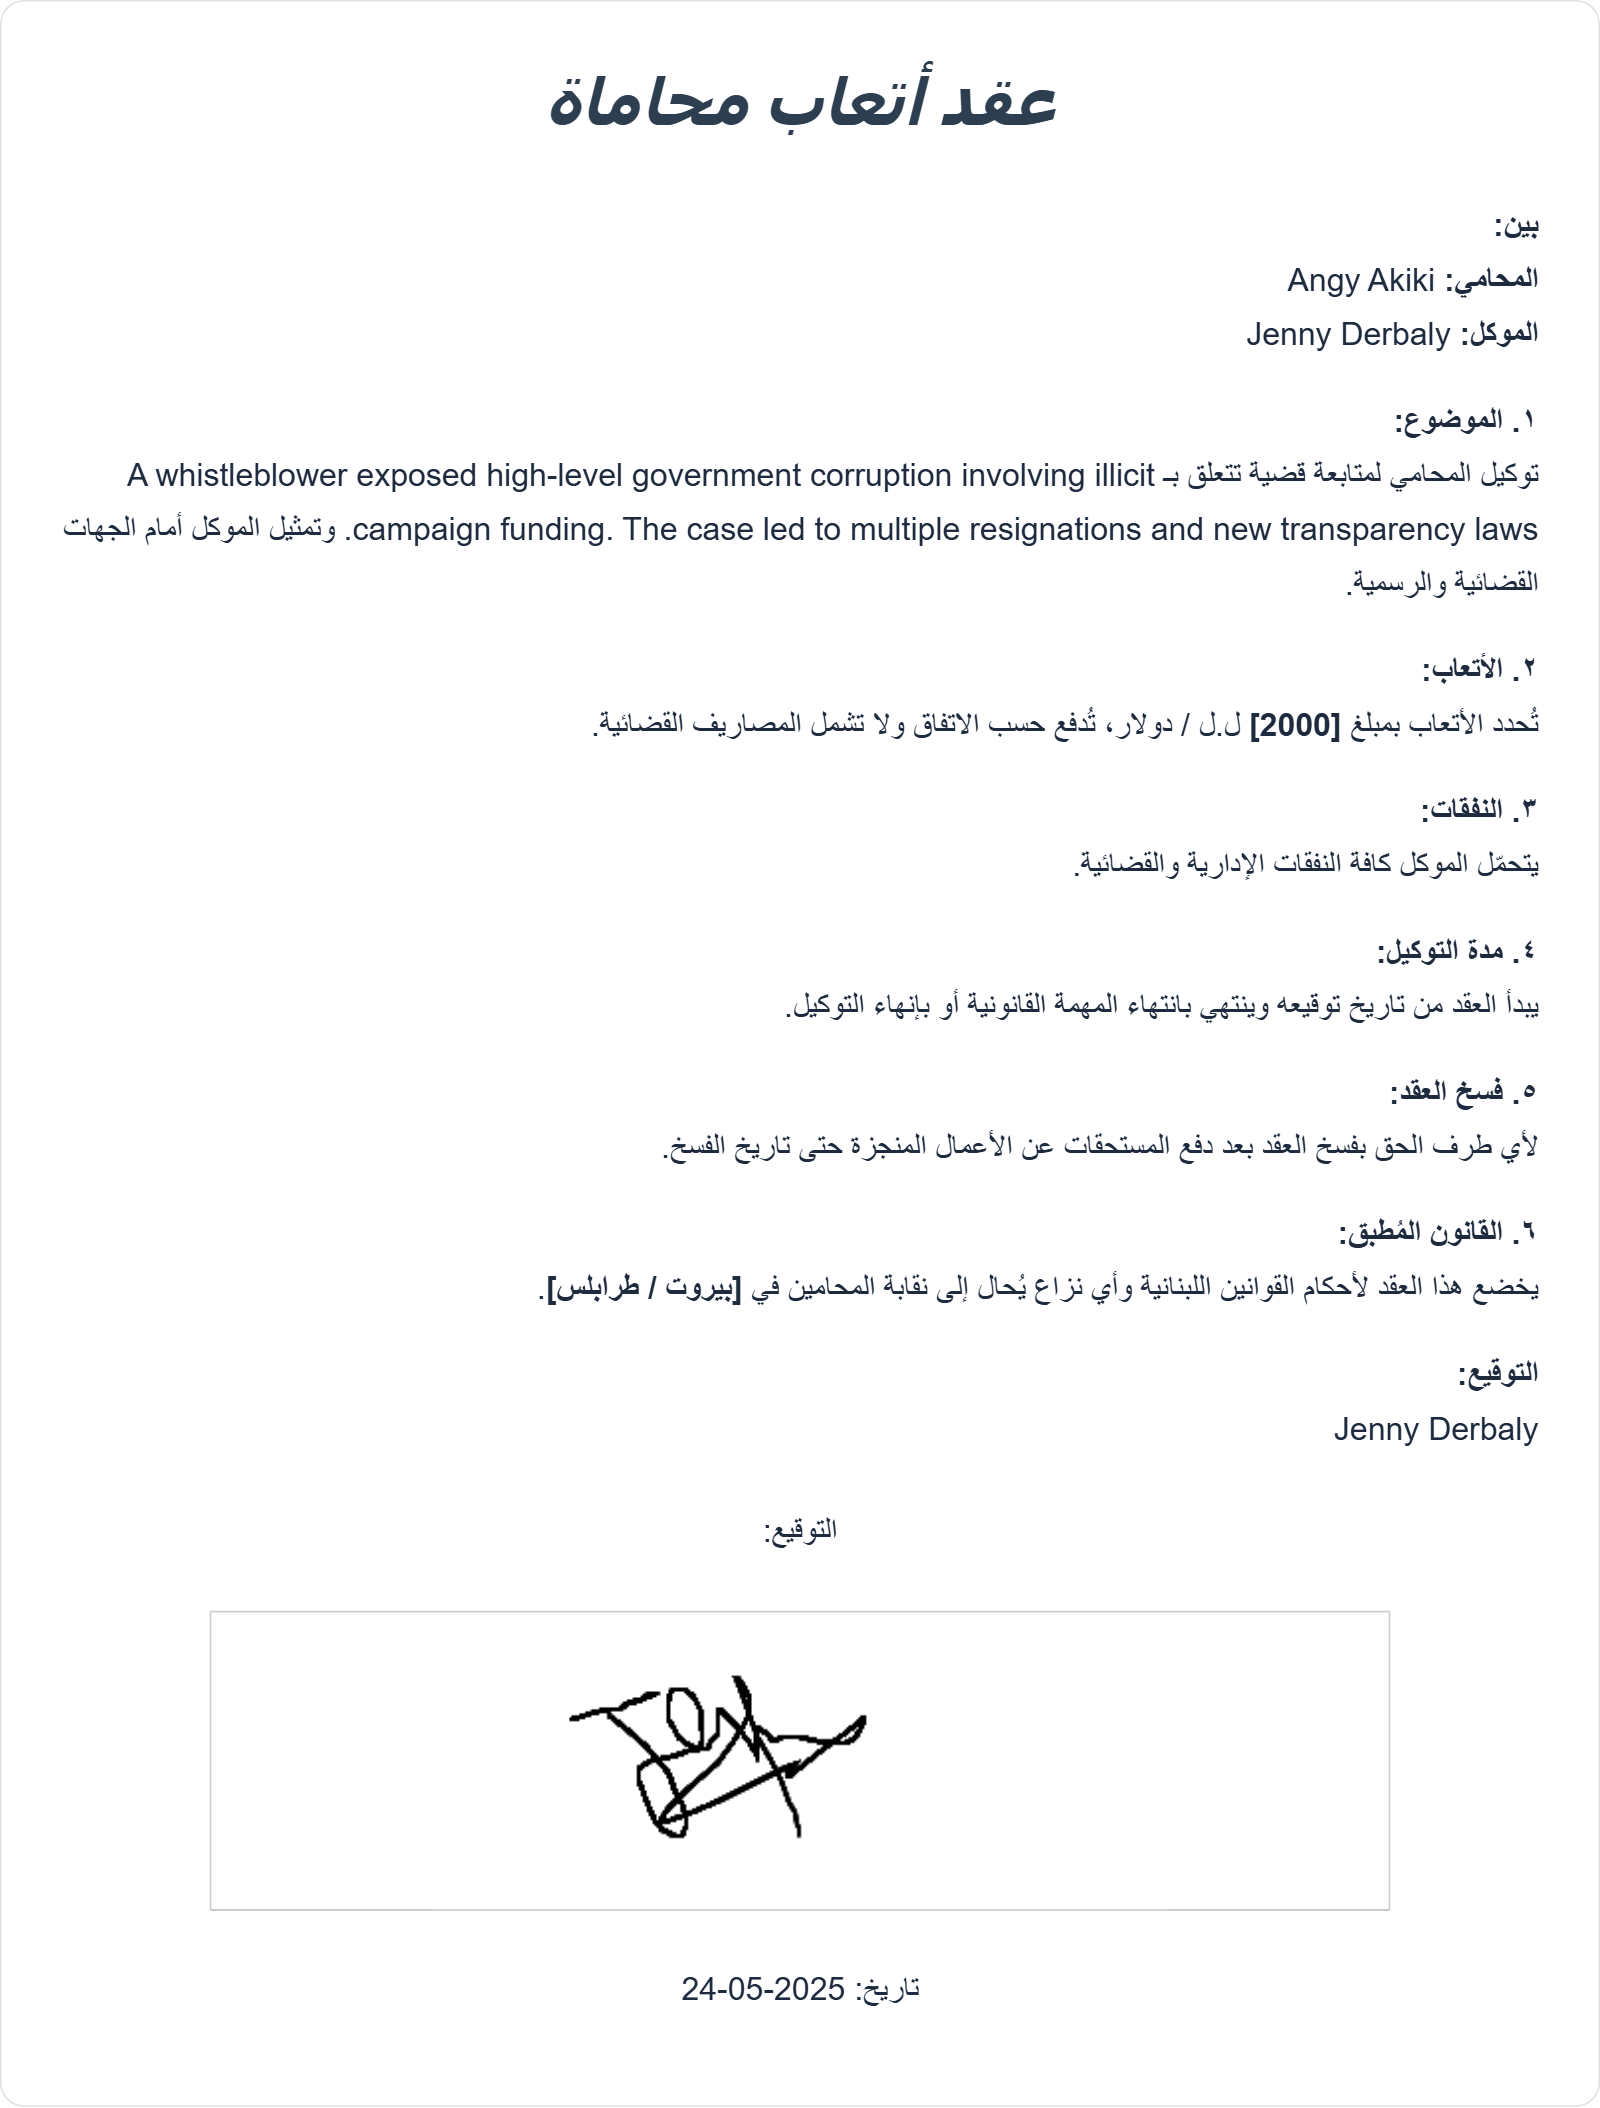 عقد أتعاب محاماة
بين:
المحامي: Angy Akiki
الموكل: Jenny Derbaly
١. الموضوع:
توكيل المحامي لمتابعة قضية تتعلق بـ A whistleblower exposed high-level government corruption involving illicit
campaign funding. The case led to multiple resignations and new transparency laws. وتمثيل الموكل أمام الجهات
القضائية والرسمية.
٢. الأتعاب:
تُحدد الأتعاب بمبلغ [2000] ل.ل / دولار، تُدفع حسب الاتفاق ولا تشمل المصاريف القضائية.
٣. النفقات:
يتحمّل الموكل كافة النفقات الإدارية والقضائية.
٤. مدة التوكيل:
يبدأ العقد من تاريخ توقيعه وينتهي بانتهاء المهمة القانونية أو بإنهاء التوكيل.
٥. فسخ العقد:
لأي طرف الحق بفسخ العقد بعد دفع المستحقات عن الأعمال المنجزة حتى تاريخ الفسخ.
٦. القانون المُطبق:
يخضع هذا العقد لأحكام القوانين اللبنانية وأي نزاع يُحال إلى نقابة المحامين في [بيروت / طرابلس].
التوقيع:
Jenny Derbaly
التوقيع:
تاريخ: 24-05-2025